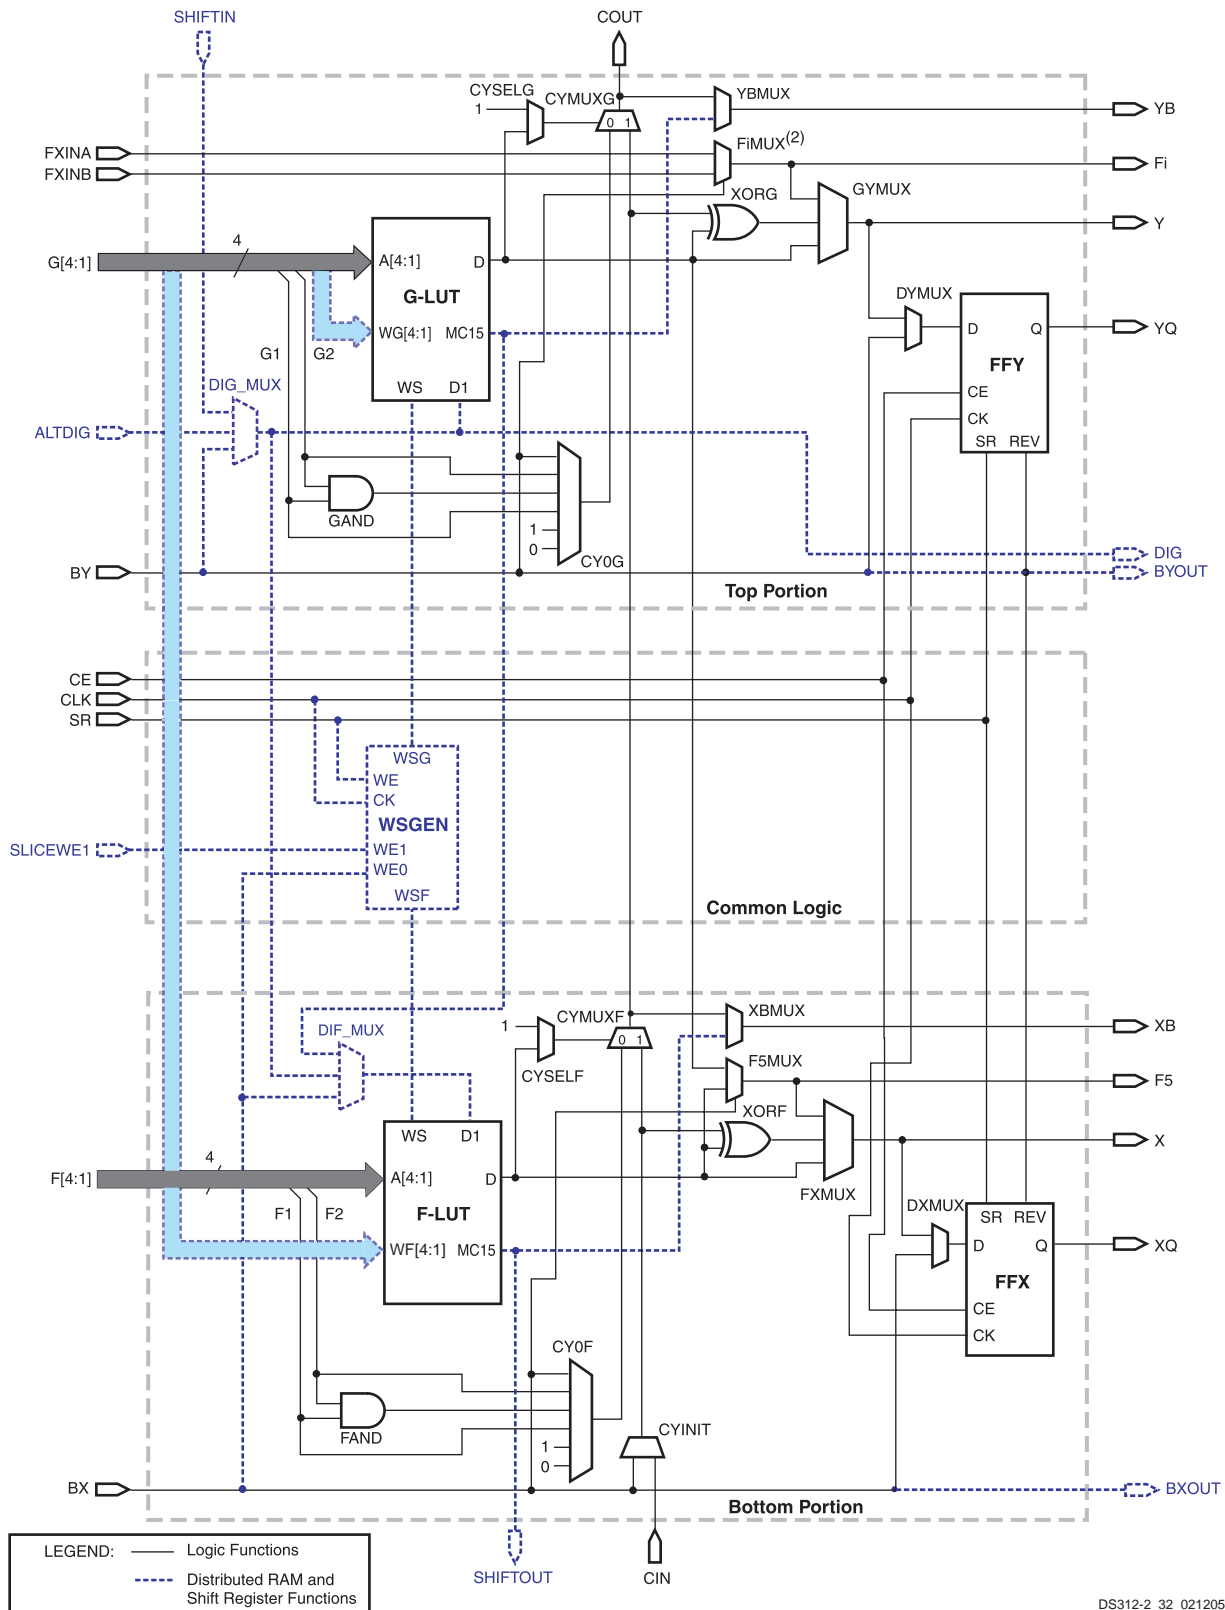 SHIFTIN
COUT
CYSELG
1
CYMUXG
0 1
YBMUX
YB
FXINA
FXINB
FiMUX(2)
Fi
XORG
GYMUX
Y
G[4:1]
4
A[4:1]
D
G-LUT
WG[4:1]
MC15
WS
D1
G1
G2
DYMUX
D
Q
YQ
FFY
CE
CK
SR
REV
DIG_MUX
ALTDIG
GAND
1
0
CY0G
DIG
BY
BYOUT
Top Portion
CE
CLK
SR
WSG
WE
CK
WSGEN
SLICEWE1
WE1
WE0
WSF
Common Logic
DIF_MUX
1
CYMUXF
0 1
CYSELF
XBMUX
XB
F5MUX
F5
XORF
X
FXMUX
WS
D1
F[4:1]
4
A[4:1]
D
F-LUT
WF[4:1]
MC15
F1
F2
DXMUX
SR
REV
D
Q
XQ
FFX
CE
CK
CY0F
FAND
1
0
CYINIT
BX
BXOUT
Bottom Portion
LEGEND:
Logic Functions
Distributed RAM and
Shift Register Functions
SHIFTOUT
CIN
DS312-2_32_021205